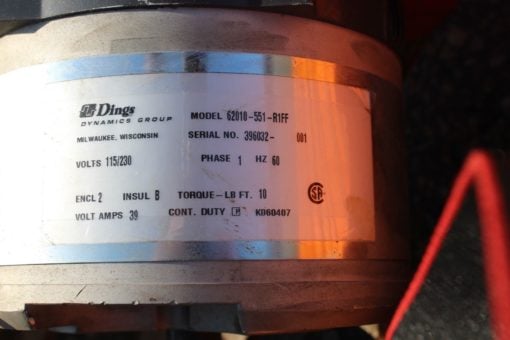 Dings
DYNAMICS GROUP
MODEL 62010-551-R1FF
MILWAUKEE, WISCONSIN
SERIAL NO. 396032- 001
VOLTS 115/230 PHASE 1 HZ 60
ENCL 2 INSUL B TORQUE-LB FT. 10
VOLT AMPS 39 CONT. DUTY K060407